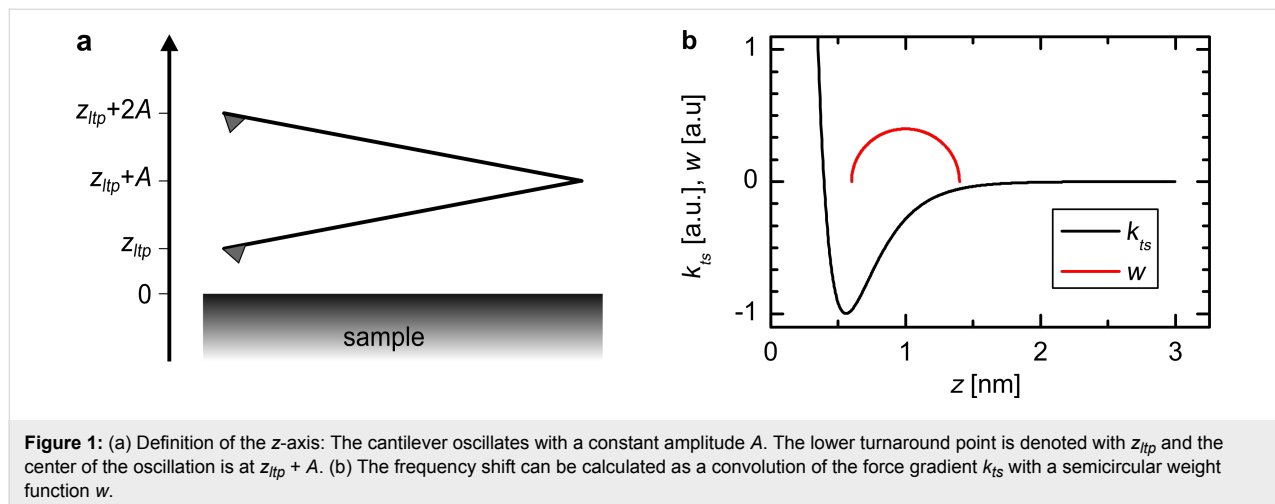 a
z_ltp+2A
z_ltp+A
z_ltp
0
sample
b
1
0
-1
k_ts [a.u.], w [a.u]
k_ts
w
0
1
2
3
z [nm]
Figure 1: (a) Definition of the z-axis: The cantilever oscillates with a constant amplitude A. The lower turnaround point is denoted with z_ltp and the
center of the oscillation is at z_ltp + A. (b) The frequency shift can be calculated as a convolution of the force gradient k_ts with a semicircular weight
function w.